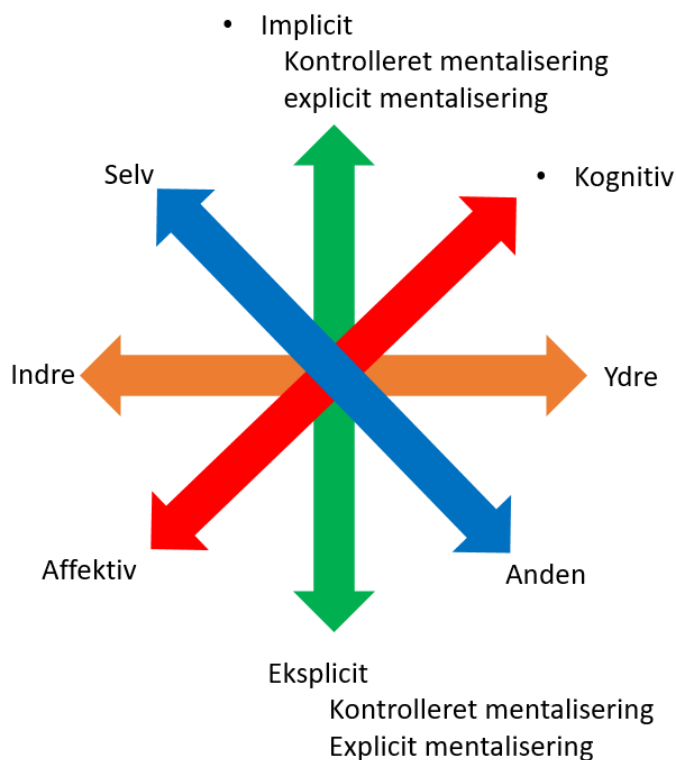 • Implicit
Kontrolleret mentalisering
explicit mentalisering
Selv
• Kognitiv
Indre
Ydre
Affektiv
Anden
Eksplicit
Kontrolleret mentalisering
Explicit mentalisering